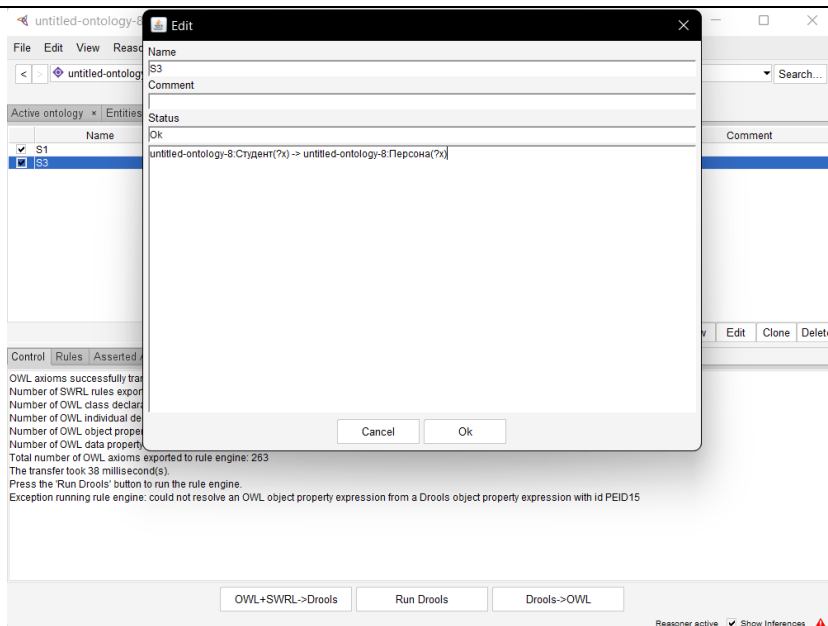 untitled-ontology-8
Edit
File Edit View Reaso
Name
S3
< > untitled-ontology
Search...
Comment
Active ontology × Entities
Status
Name
Ok
Comment
S1
untitled-ontology-8:Студент(?x) -> untitled-ontology-8:Персона(?x)
S3
Edit Clone Delete
Control Rules Asserted
OWL axioms successfully tran
Number of SWRL rules export
Number of OWL class declara
Number of OWL individual de
Number of OWL object proper
Number of OWL data property
Cancel Ok
Total number of OWL axioms exported to rule engine: 263
The transfer took 38 millisecond(s).
Press the 'Run Drools' button to run the rule engine.
Exception running rule engine: could not resolve an OWL object property expression from a Drools object property expression with id PEID15
OWL+SWRL->Drools Run Drools Drools->OWL
Reasoner active Show Inferences